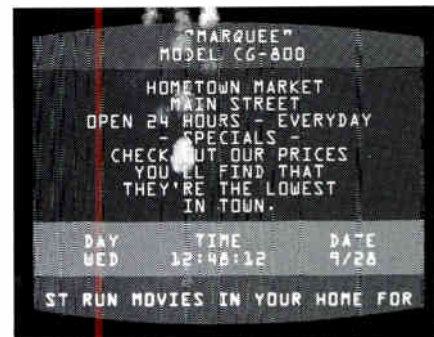 "MARQUEE"
MODEL CG-800
HOMETOWN MARKET
MAIN STREET
OPEN 24 HOURS - EVERYDAY
- SPECIALS -
CHECK OUT OUR PRICES
YOU'LL FIND THAT
THEY'RE THE LOWEST
IN TOWN.
DAY TIME DATE
WED 12:48:12 9/28
ST RUN MOVIES IN YOUR HOME FOR